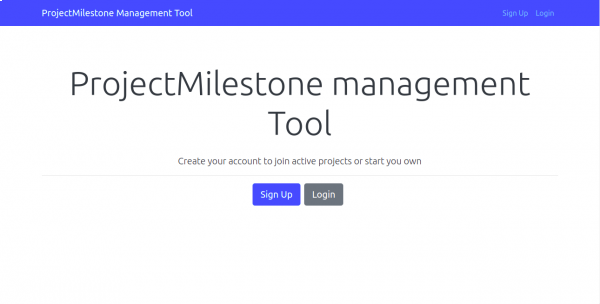 ProjectMilestone Management Tool
Sign Up Login
ProjectMilestone management
Tool
Create your account to join active projects or start you own
Sign Up Login